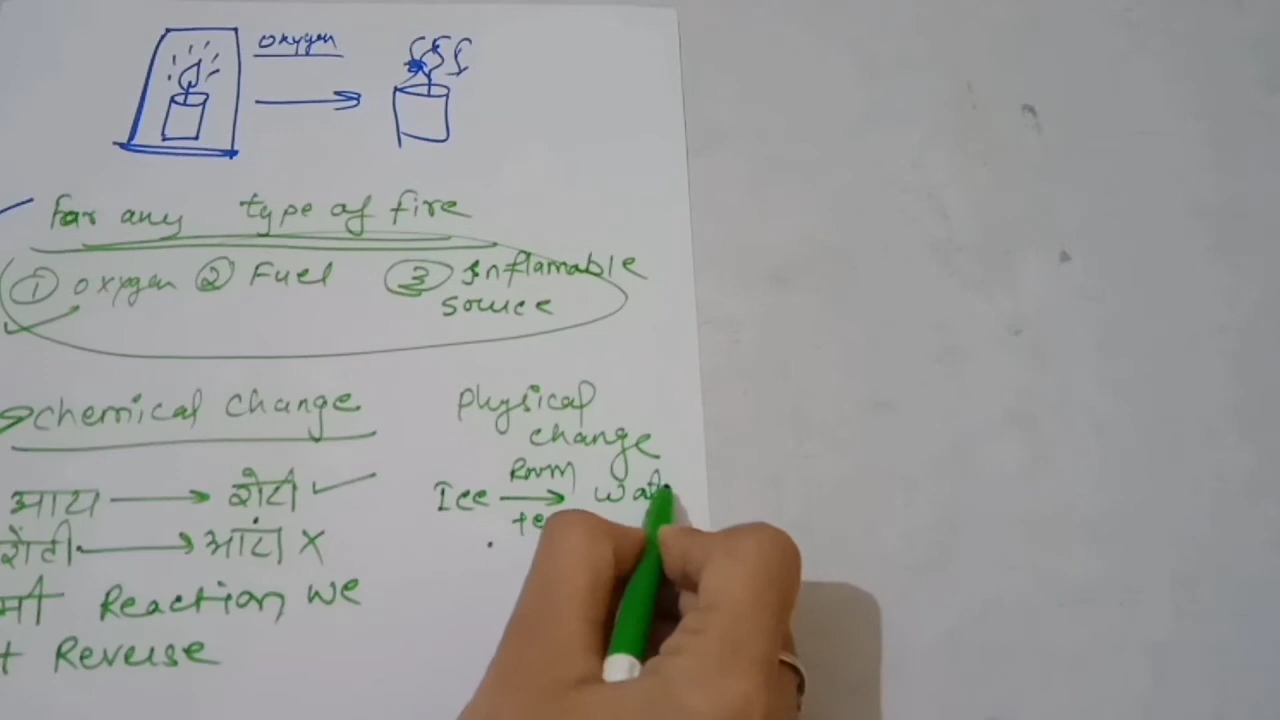 oxygen
For any type of fire
① oxygen ② Fuel ③ Inflamable
source
chemical change
Physical
change
आटा → रोटी ✓
Ice → Wat
Room
te
रोटी → आटा X
Reaction we
Reverse